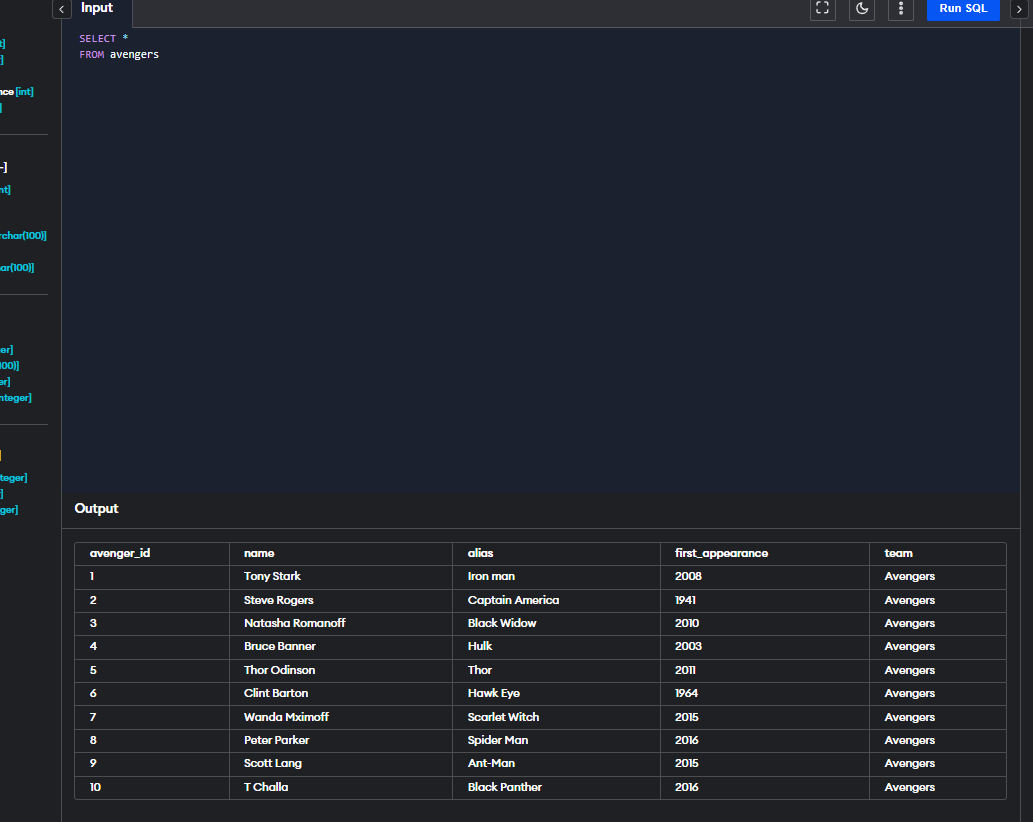 Input
Run SQL
t]
]
nce [int]
]
-]
nt]
rchar(100)]
ar(100)]
er]
100)]
er]
nteger]
]
teger]
]
ger]
SELECT *
FROM avengers
Output
avenger_id name alias first_appearance team
1 Tony Stark Iron man 2008 Avengers
2 Steve Rogers Captain America 1941 Avengers
3 Natasha Romanoff Black Widow 2010 Avengers
4 Bruce Banner Hulk 2003 Avengers
5 Thor Odinson Thor 2011 Avengers
6 Clint Barton Hawk Eye 1964 Avengers
7 Wanda Mximoff Scarlet Witch 2015 Avengers
8 Peter Parker Spider Man 2016 Avengers
9 Scott Lang Ant-Man 2015 Avengers
10 T Challa Black Panther 2016 Avengers